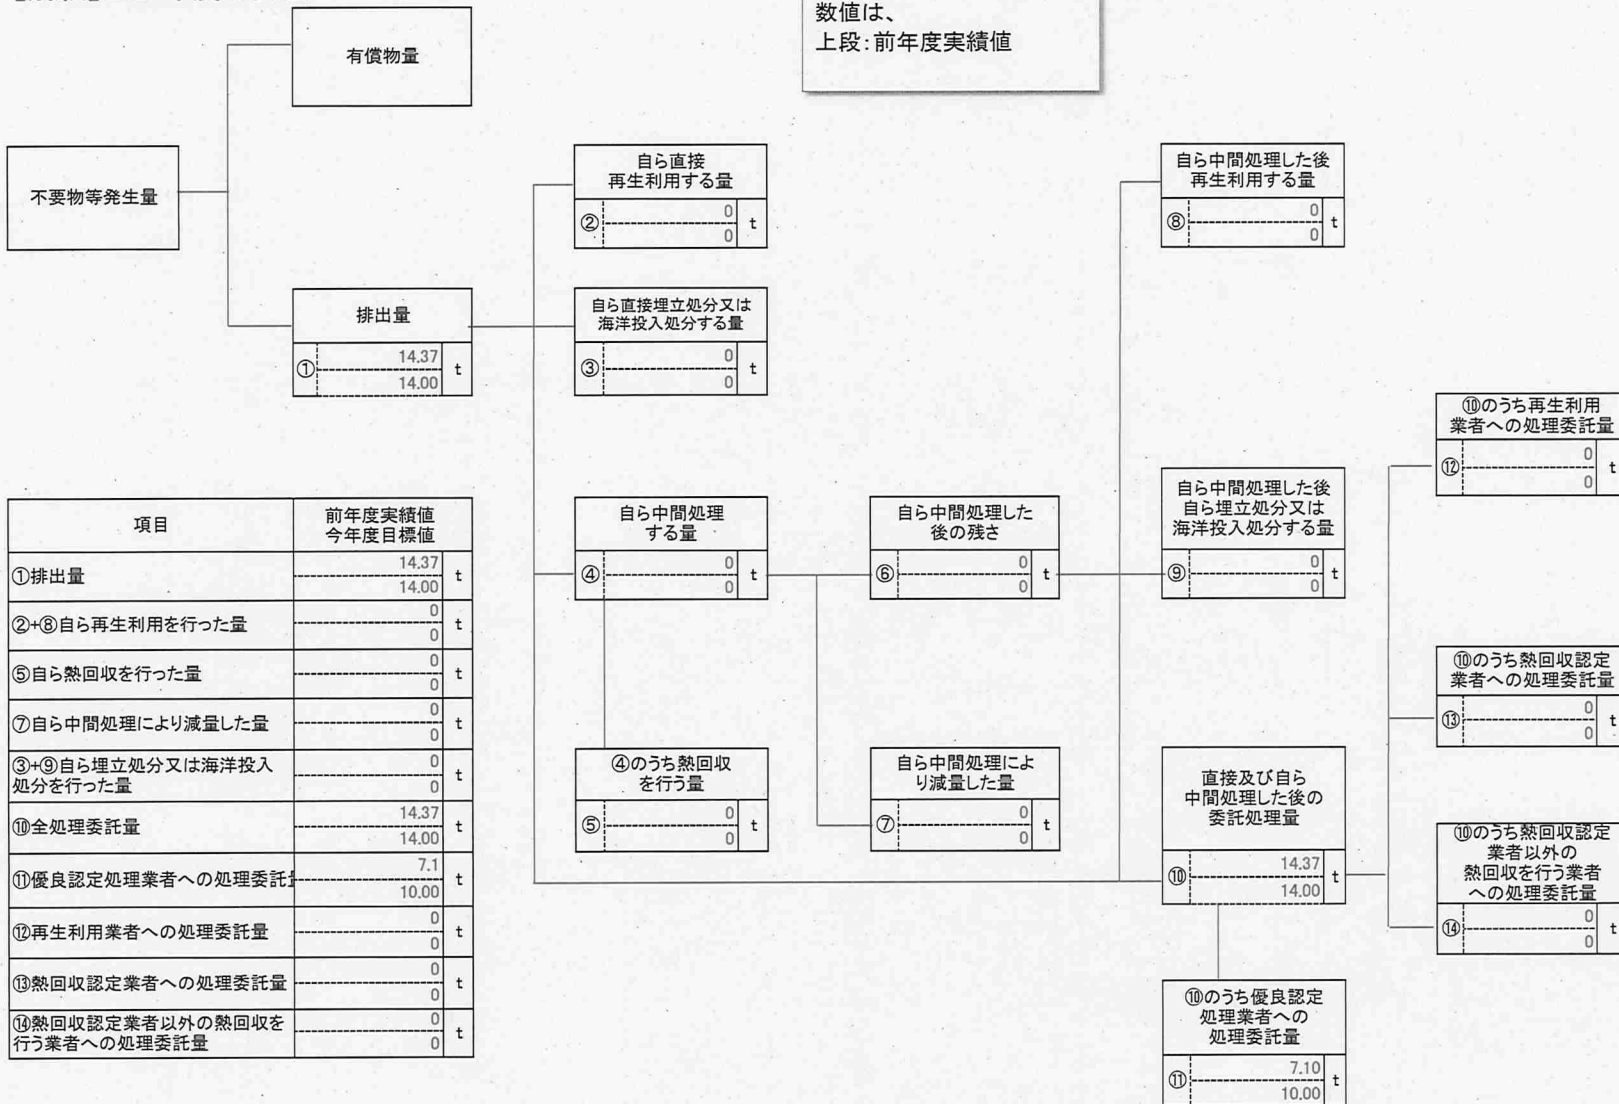 数値は、
上段：前年度実績値
有償物量
不要物等発生量
排出量
①
14.37
14.00
t
自ら直接
再生利用する量
②
0
0
t
自ら直接埋立処分又は
海洋投入処分する量
③
0
0
t
自ら中間処理
する量
④
0
0
t
④のうち熱回収
を行う量
⑤
0
0
t
自ら中間処理した
後の残さ
⑥
0
0
t
自ら中間処理によ
り減量した量
⑦
0
0
t
自ら中間処理した後
再生利用する量
⑧
0
0
t
自ら中間処理した後
自ら埋立処分又は
海洋投入処分する量
⑨
0
0
t
直接及び自ら
中間処理した後の
委託処理量
⑩
14.37
14.00
t
⑩のうち優良認定
処理業者への
処理委託量
⑪
7.10
10.00
t
⑩のうち再生利用
業者への処理委託量
⑫
0
0
t
⑩のうち熱回収認定
業者への処理委託量
⑬
0
0
t
⑩のうち熱回収認定
業者以外の
熱回収を行う業者
への処理委託量
⑭
0
0
t
項目
前年度実績値
今年度目標値
①排出量
14.37
14.00
t
②+⑧自ら再生利用を行った量
0
0
t
⑤自ら熱回収を行った量
0
0
t
⑦自ら中間処理により減量した量
0
0
t
③+⑨自ら埋立処分又は海洋投入
処分を行った量
0
0
t
⑩全処理委託量
14.37
14.00
t
⑪優良認定処理業者への処理委託
7.1
10.00
t
⑫再生利用業者への処理委託量
0
0
t
⑬熱回収認定業者への処理委託量
0
0
t
⑭熱回収認定業者以外の熱回収を
行う業者への処理委託量
0
0
t